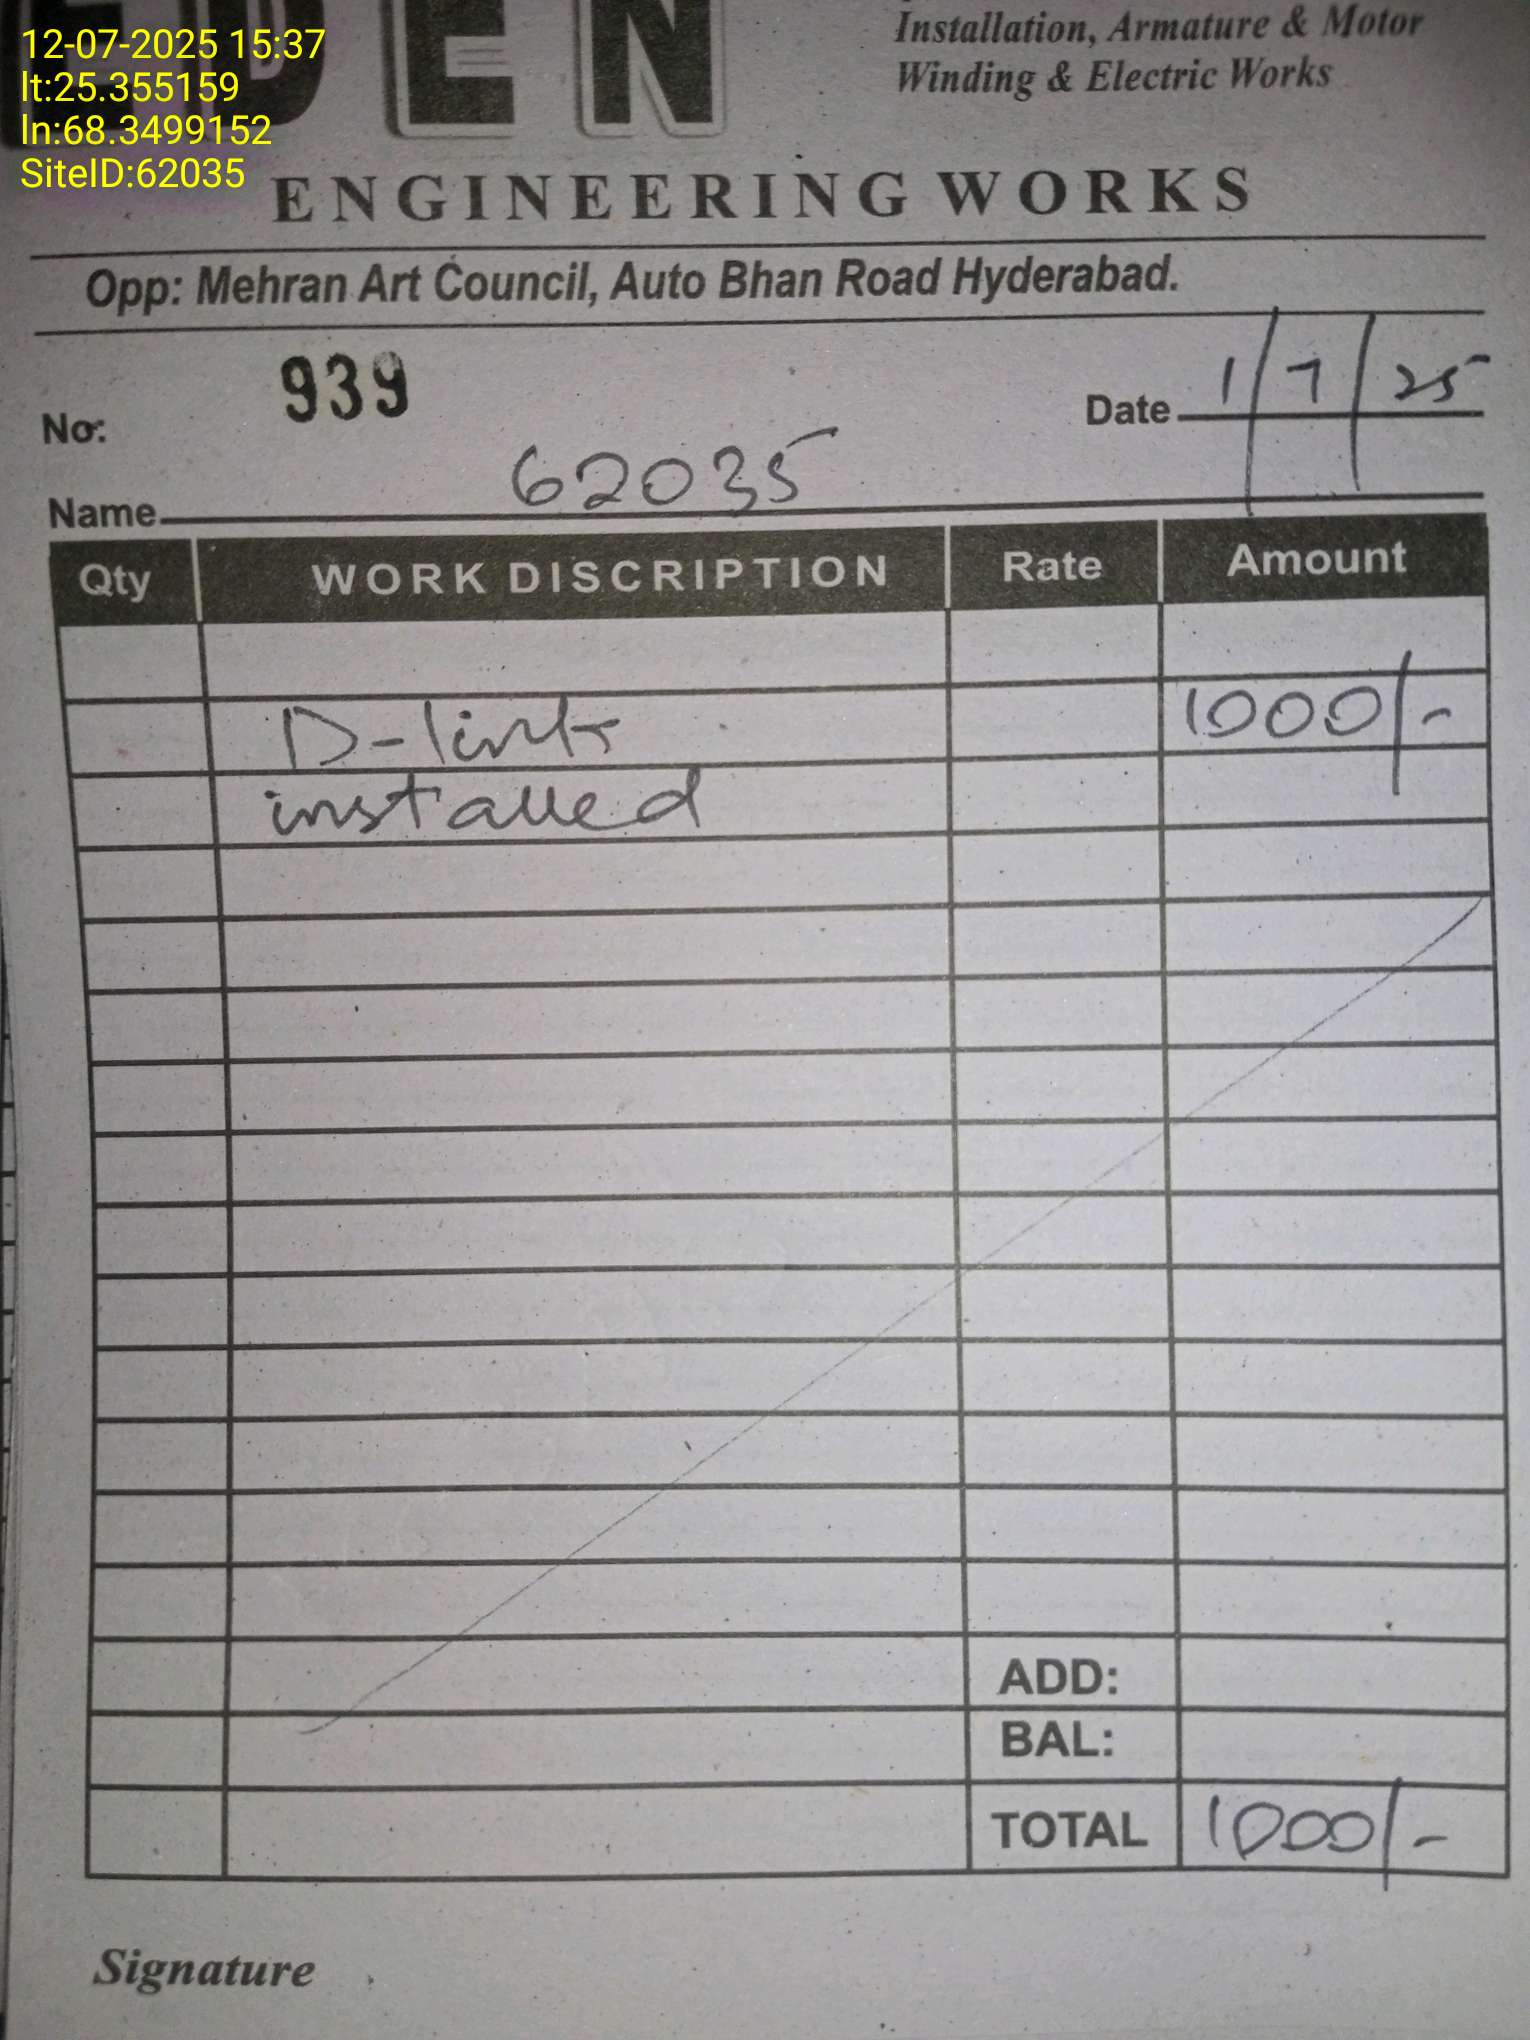 12-07-2025 15:37
lt:25.355159
ln:68.3499152
SiteID:62035
EDEN
Installation, Armature & Motor
Winding & Electric Works
ENGINEERING WORKS
Opp: Mehran Art Council, Auto Bhan Road Hyderabad.
No: 939
Date 1/7/25
Name 62035
Qty WORK DISCRIPTION Rate Amount
D-link 1000/-
installed
ADD:
BAL:
TOTAL 1000/-
Signature